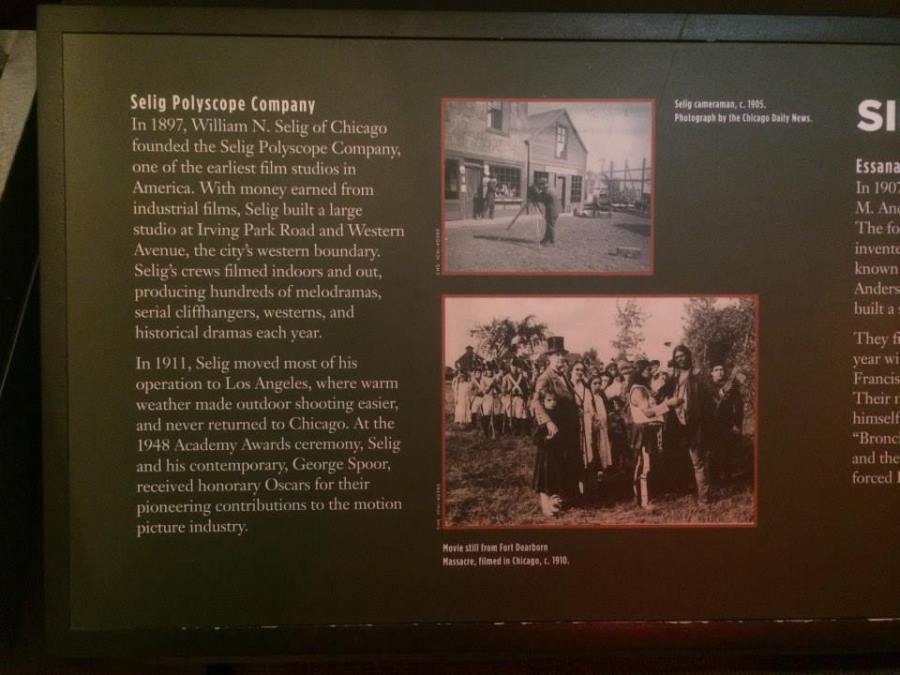 Selig Polyscope Company
In 1897, William N. Selig of Chicago
founded the Selig Polyscope Company,
one of the earliest film studios in
America. With money earned from
industrial films, Selig built a large
studio at Irving Park Road and Western
Avenue, the city's western boundary.
Selig's crews filmed indoors and out,
producing hundreds of melodramas,
serial cliffhangers, westerns, and
historical dramas each year.
In 1911, Selig moved most of his
operation to Los Angeles, where warm
weather made outdoor shooting easier,
and never returned to Chicago. At the
1948 Academy Awards ceremony, Selig
and his contemporary, George Spoor,
received honorary Oscars for their
pioneering contributions to the motion
picture industry.
Selig cameraman, c. 1905.
Photograph by the Chicago Daily News.
Movie still from Fort Dearborn
Massacre, filmed in Chicago, c. 1910.
SI
Essana
In 1907
M. And
The fo
invente
known
Anders
built a s
They fi
year wi
Francis
Their n
himself
"Bronc
and the
forced